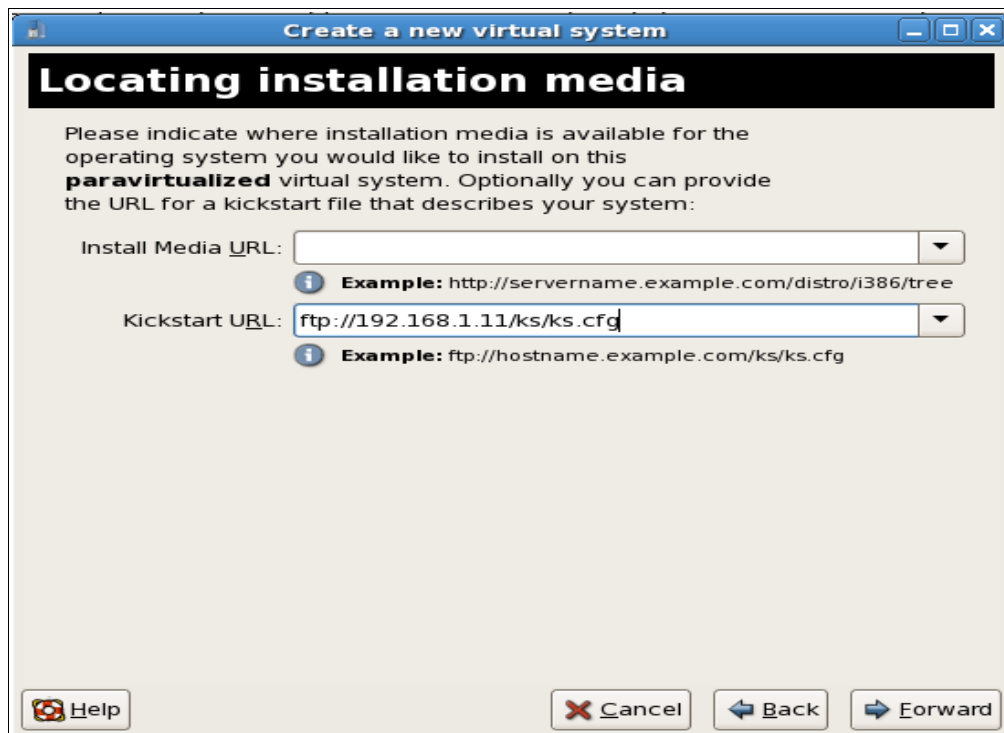 Create a new virtual system
Locating installation media
Please indicate where installation media is available for the
operating system you would like to install on this
paravirtualized virtual system. Optionally you can provide
the URL for a kickstart file that describes your system:
Install Media URL:
Example: http://servername.example.com/distro/i386/tree
Kickstart URL: ftp://192.168.1.11/ks/ks.cfg
Example: ftp://hostname.example.com/ks/ks.cfg
Help Cancel Back Forward